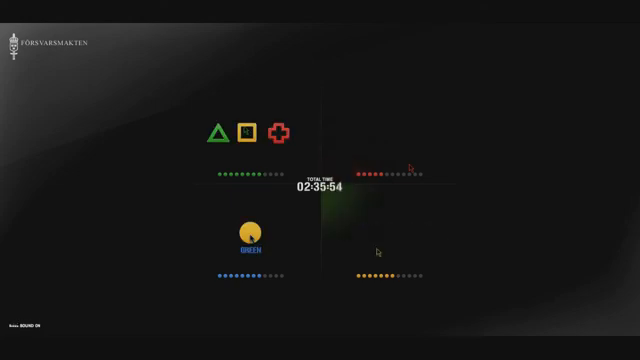 FÖRSVARSMAKTEN
TOTAL TIME
02:35:54
GREEN
SOUND ON